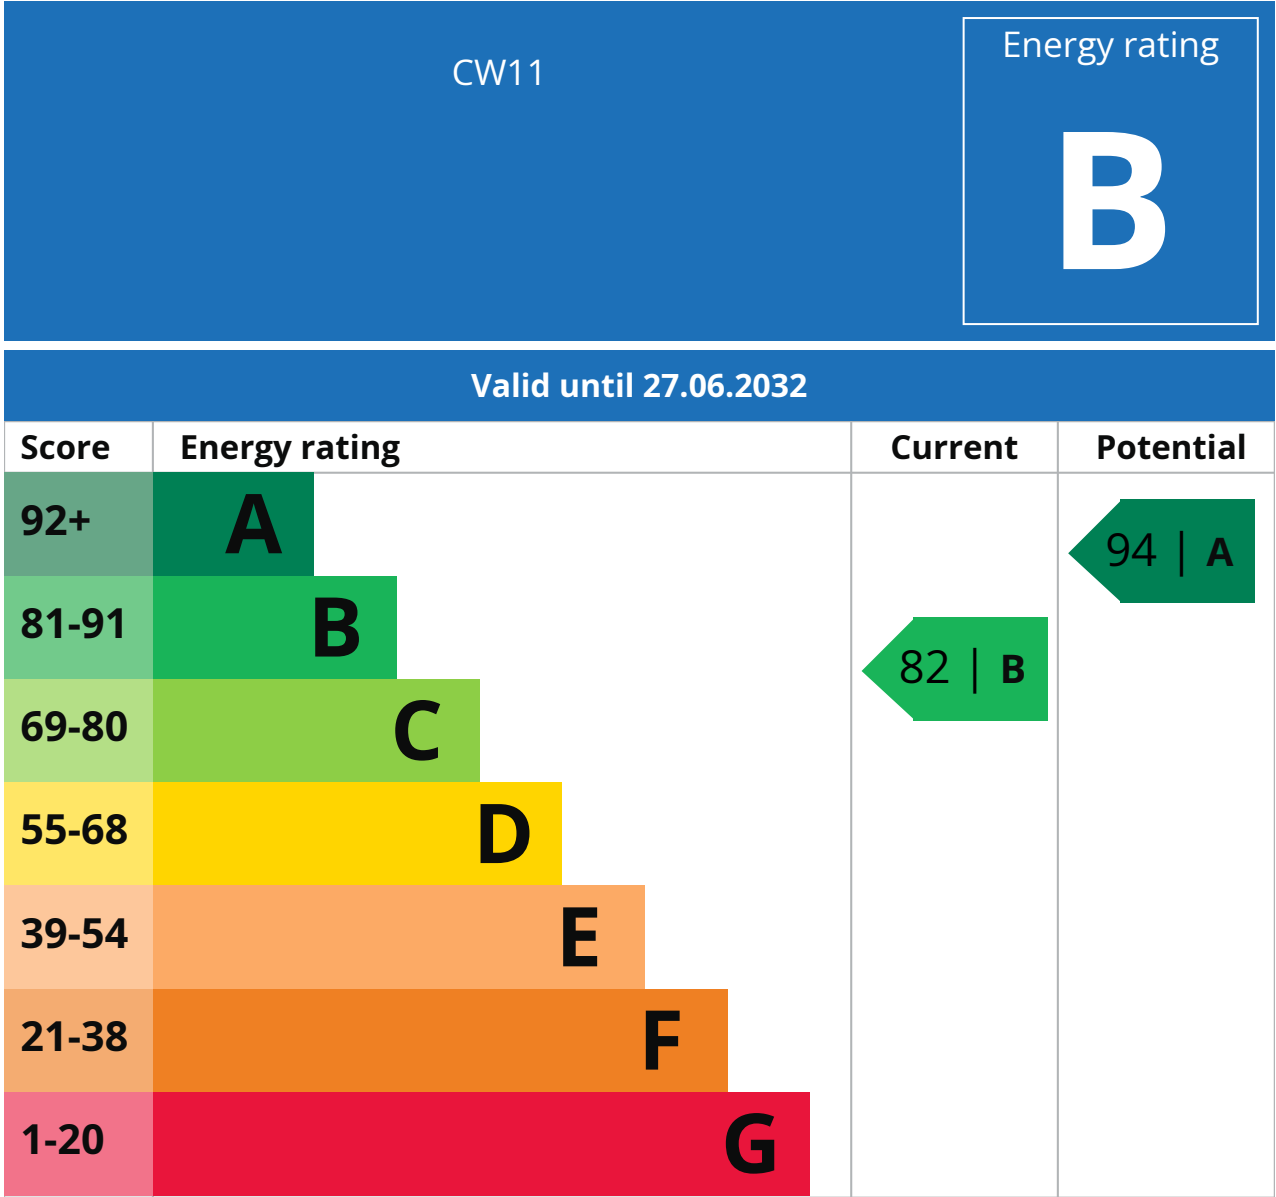 CW11
Energy rating
B
Valid until 27.06.2032
Score Energy rating Current Potential
92+ A 94 | A
81-91 B 82 | B
69-80 C
55-68 D
39-54 E
21-38 F
1-20 G